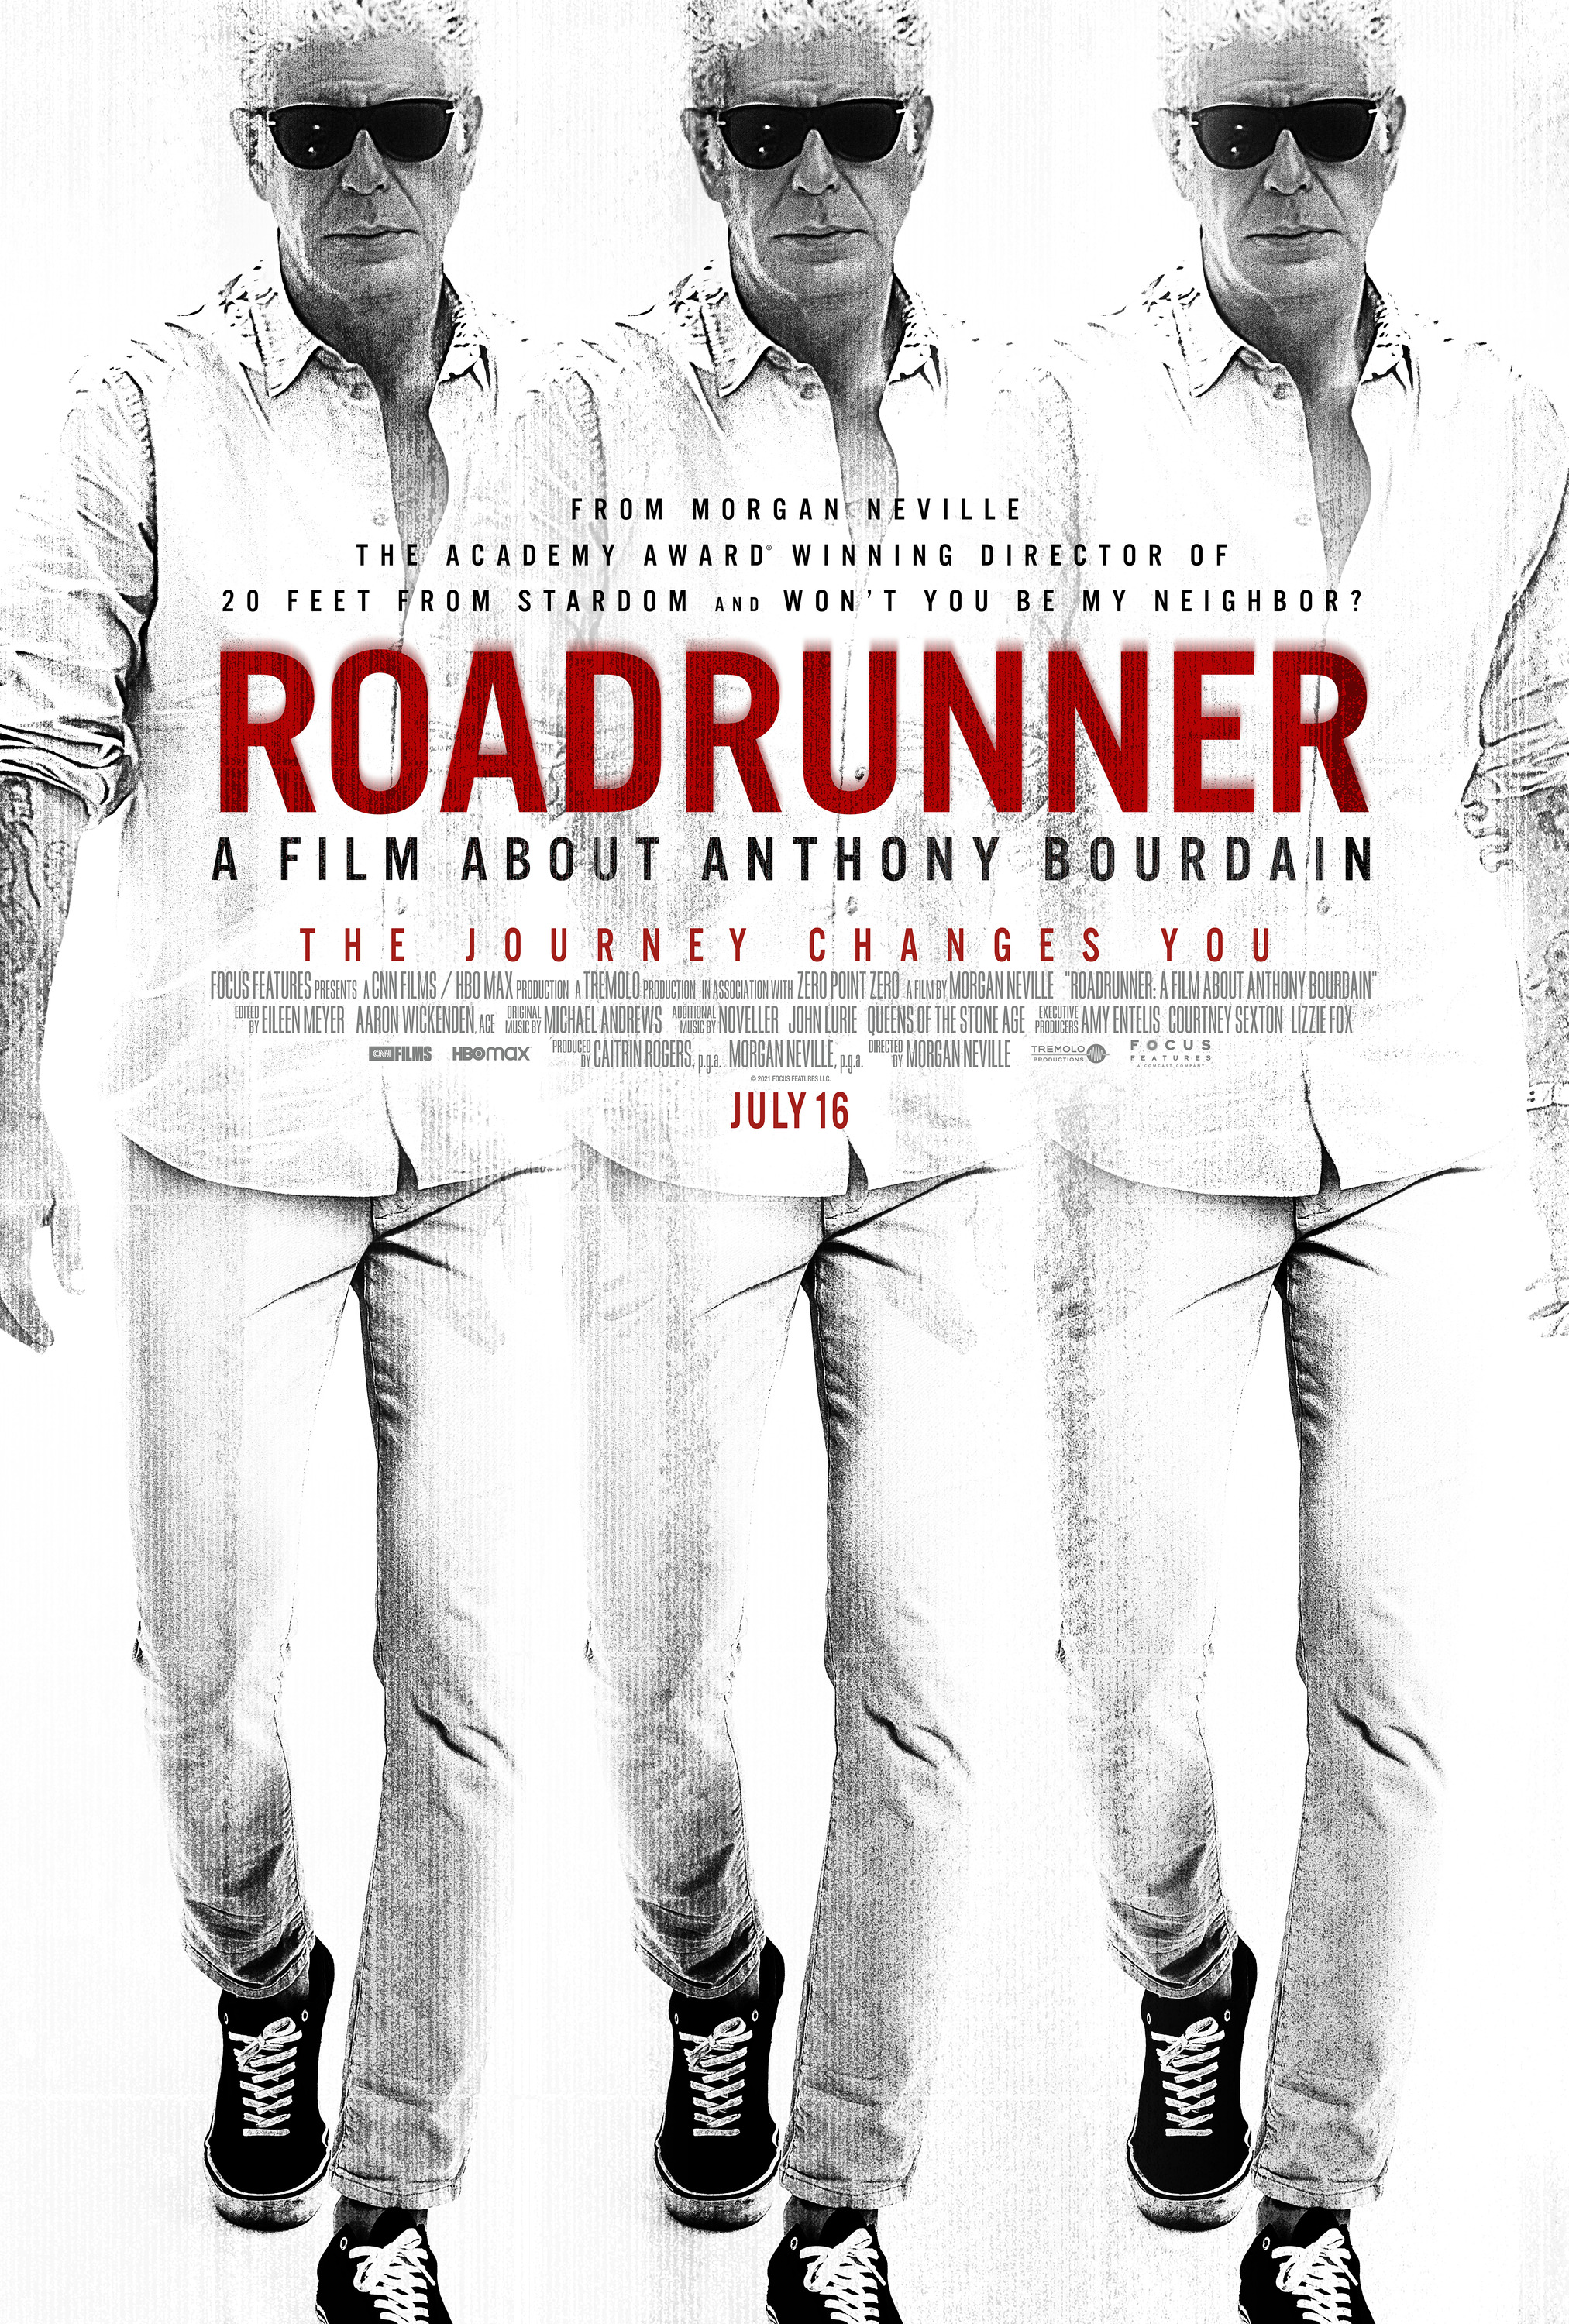 FROM MORGAN NEVILLE
THE ACADEMY AWARD® WINNING DIRECTOR OF
20 FEET FROM STARDOM AND WON'T YOU BE MY NEIGHBOR?
ROADRUNNER
A FILM ABOUT ANTHONY BOURDAIN
THE JOURNEY CHANGES YOU
FOCUS FEATURES PRESENTS A CNN FILMS / HBO MAX PRODUCTION A TREMOLO PRODUCTION IN ASSOCIATION WITH ZERO POINT ZERO A FILM BY MORGAN NEVILLE "ROADRUNNER: A FILM ABOUT ANTHONY BOURDAIN"
EDITED BY EILEEN MEYER AARON WICKENDEN, ACE ORIGINAL MUSIC BY MICHAEL ANDREWS ADDITIONAL MUSIC BY NOVELLER JOHN LURIE QUEENS OF THE STONE AGE EXECUTIVE PRODUCERS AMY ENTELIS COURTNEY SEXTON LIZZIE FOX
CNN FILMS HBOmax PRODUCED BY CAITRIN ROGERS, p.g.a. MORGAN NEVILLE, p.g.a. DIRECTED BY MORGAN NEVILLE TREMOLO PRODUCTIONS FOCUS FEATURES A COMCAST COMPANY
© 2021 FOCUS FEATURES LLC.
JULY 16